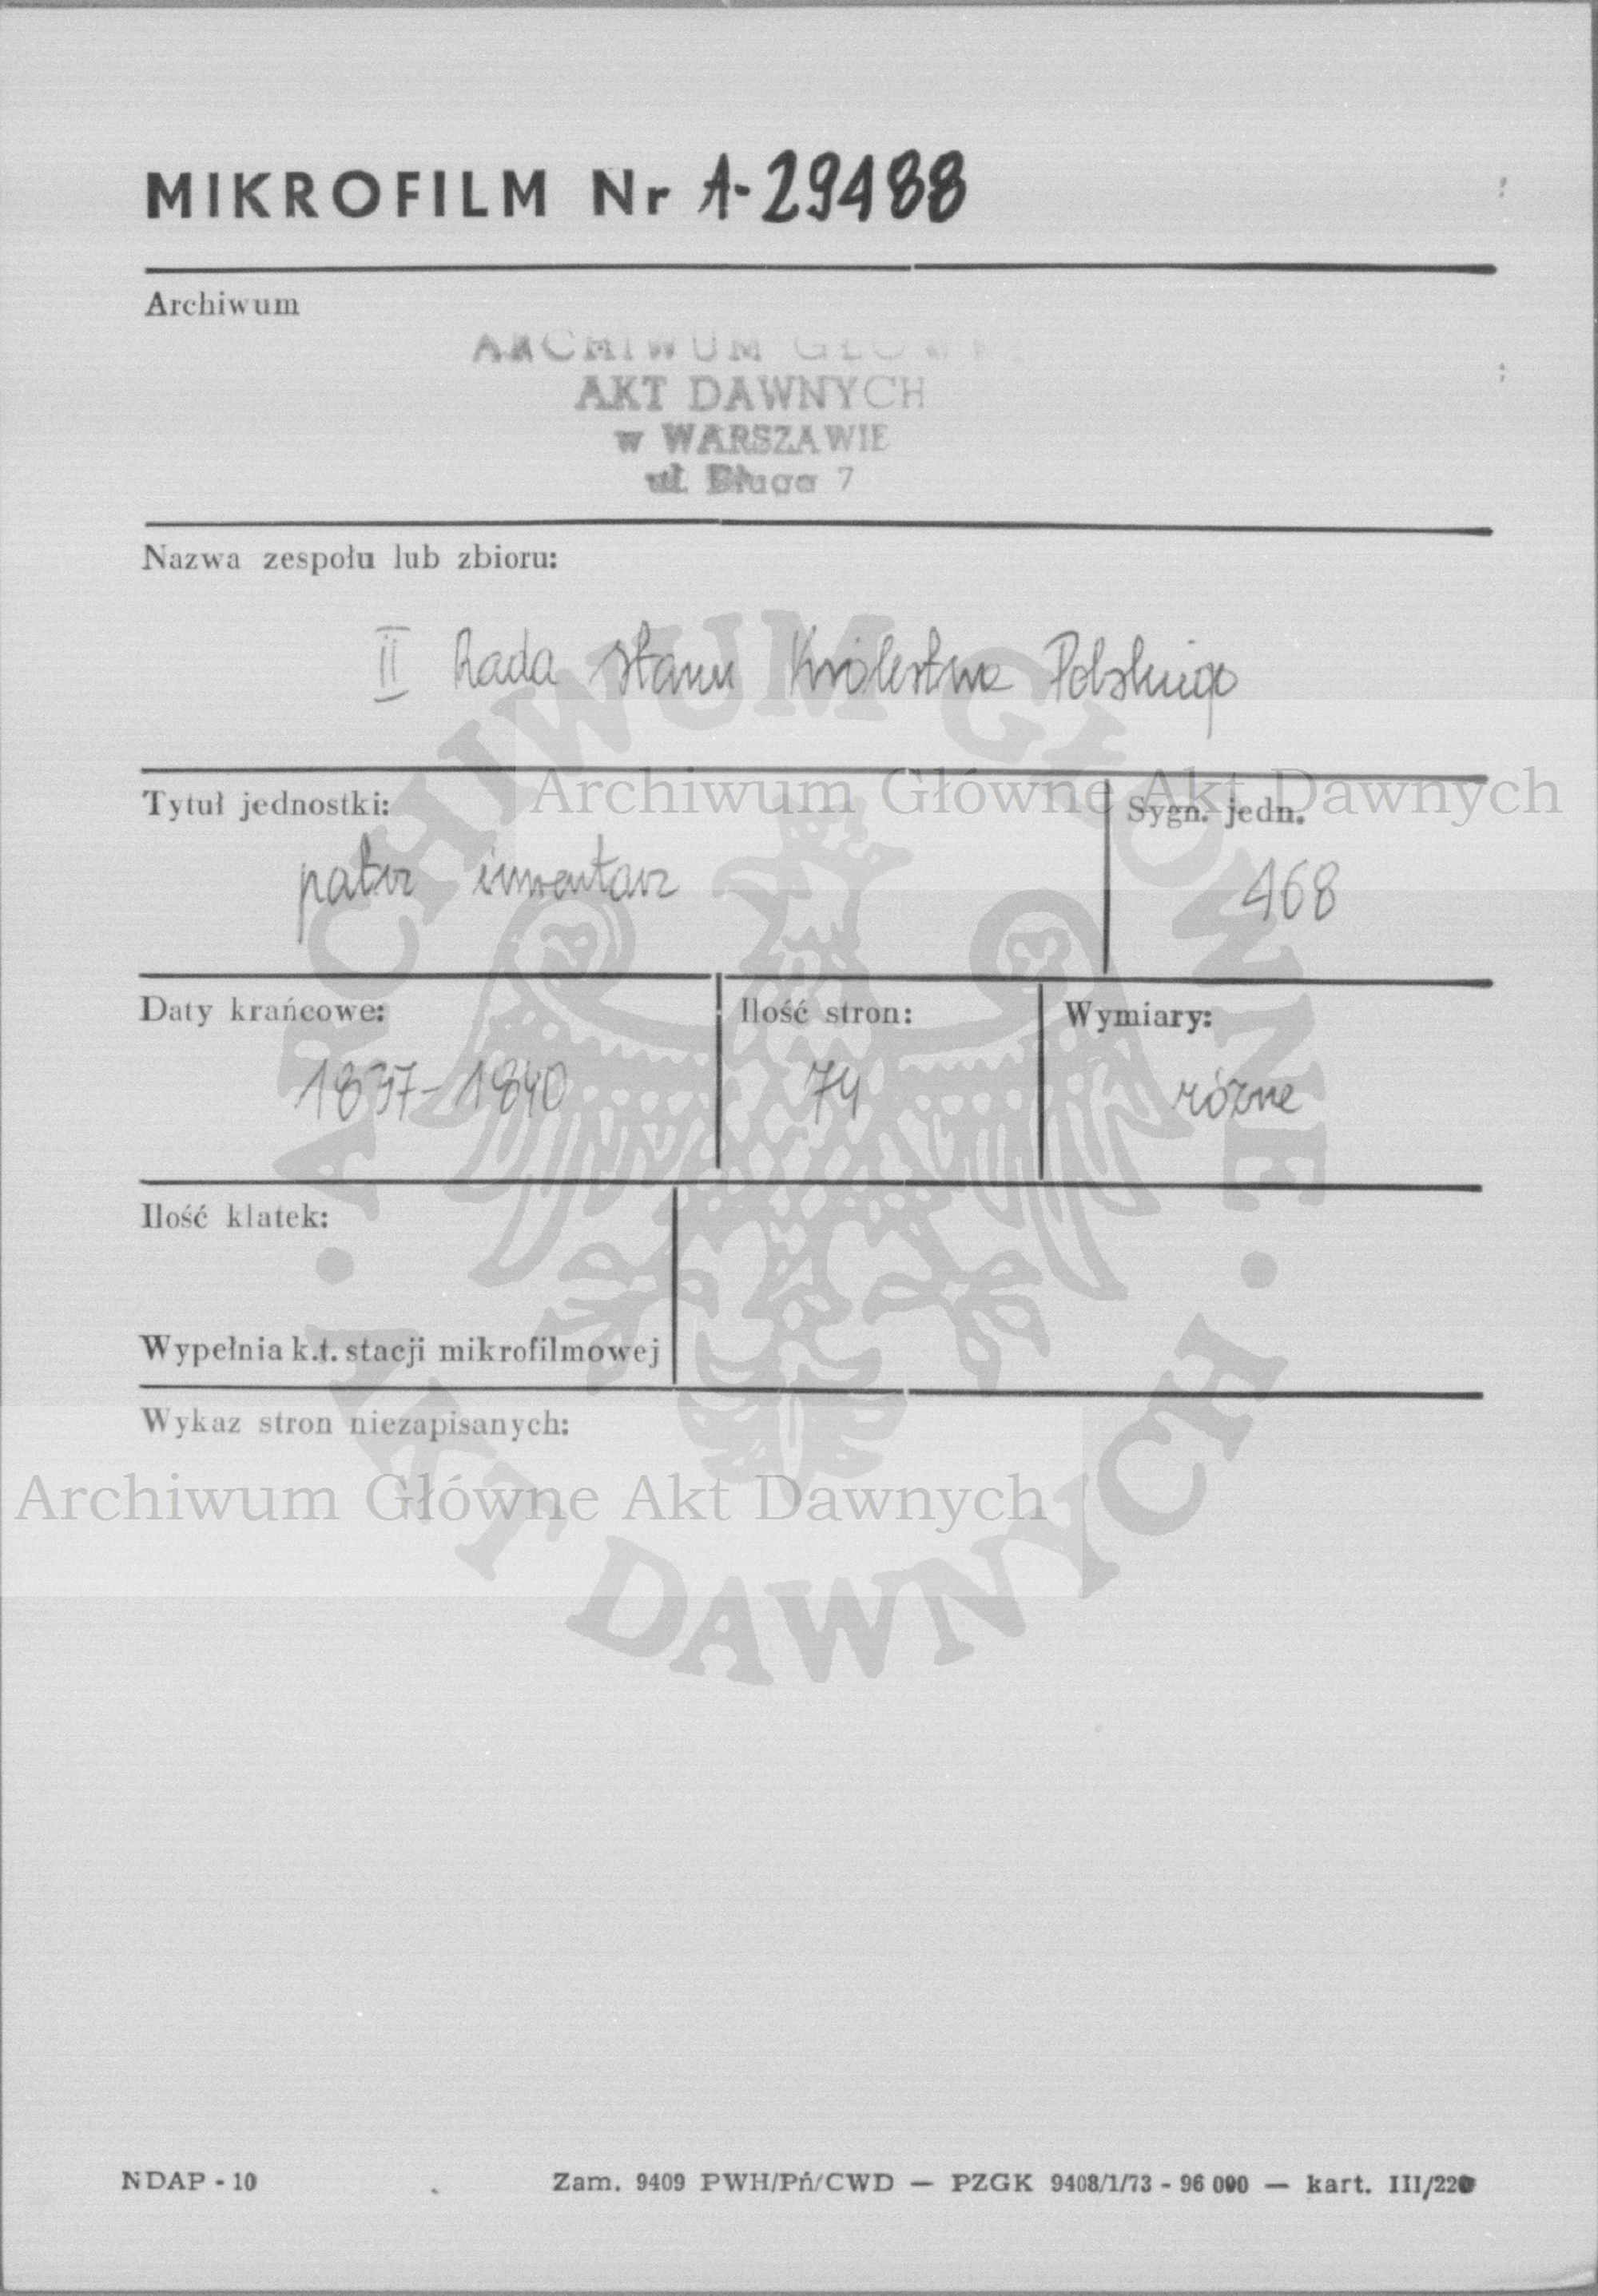 MIKROFILM Nr A-29488
Archiwum
ARCHIWUM GŁÓWNE
AKT DAWNYCH
w WARSZAWIE
ul. Długa 7
Nazwa zespołu lub zbioru:
II Rada Stanu Królestwa Polskiego
Tytuł jednostki:
patrz inwentarz
Sygn. jedn.
468
Archiwum Główne Akt Dawnych
Daty krańcowe:
1837-1840
Ilość stron:
74
Wymiary:
różne
Ilość klatek:
Wypełnia k.t. stacji mikrofilmowej
Wykaz stron niezapisanych:
Archiwum Główne Akt Dawnych
ARCHIWUM GŁÓWNE
AKT DAWNYCH
NDAP - 10
Zam. 9409 PWH/Pń/CWD — PZGK 9408/1/73 - 96 000 — kart. III/220